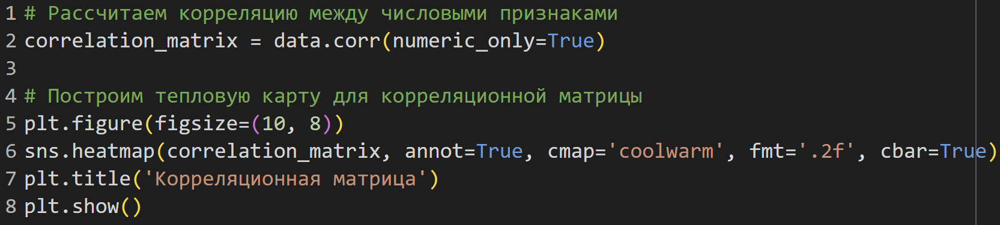 1 # Рассчитаем корреляцию между числовыми признаками
2 correlation_matrix = data.corr(numeric_only=True)
3
4 # Построим тепловую карту для корреляционной матрицы
5 plt.figure(figsize=(10, 8))
6 sns.heatmap(correlation_matrix, annot=True, cmap='coolwarm', fmt='.2f', cbar=True)
7 plt.title('Корреляционная матрица')
8 plt.show()